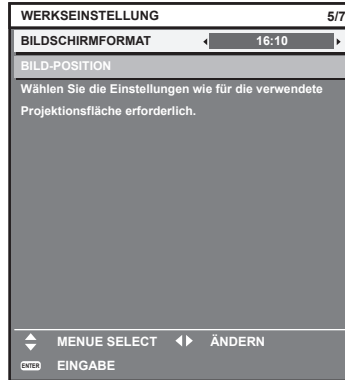 WERKSEINSTELLUNG 5/7
BILDSCHIRMFORMAT 16:10
BILD-POSITION
Wählen Sie die Einstellungen wie für die verwendete
Projektionsfläche erforderlich.
MENUE SELECT ÄNDERN
ENTER EINGABE